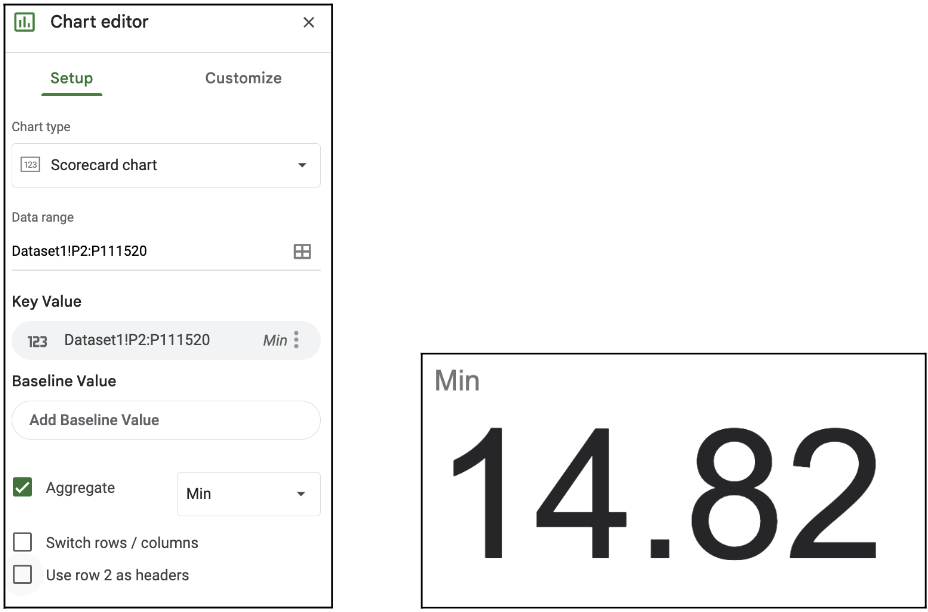 Chart editor
Setup Customize
Chart type
123 Scorecard chart
Data range
Dataset1!P2:P111520
Key Value
123 Dataset1!P2:P111520 Min
Baseline Value
Add Baseline Value
Aggregate Min
Switch rows / columns
Use row 2 as headers
Min
14.82